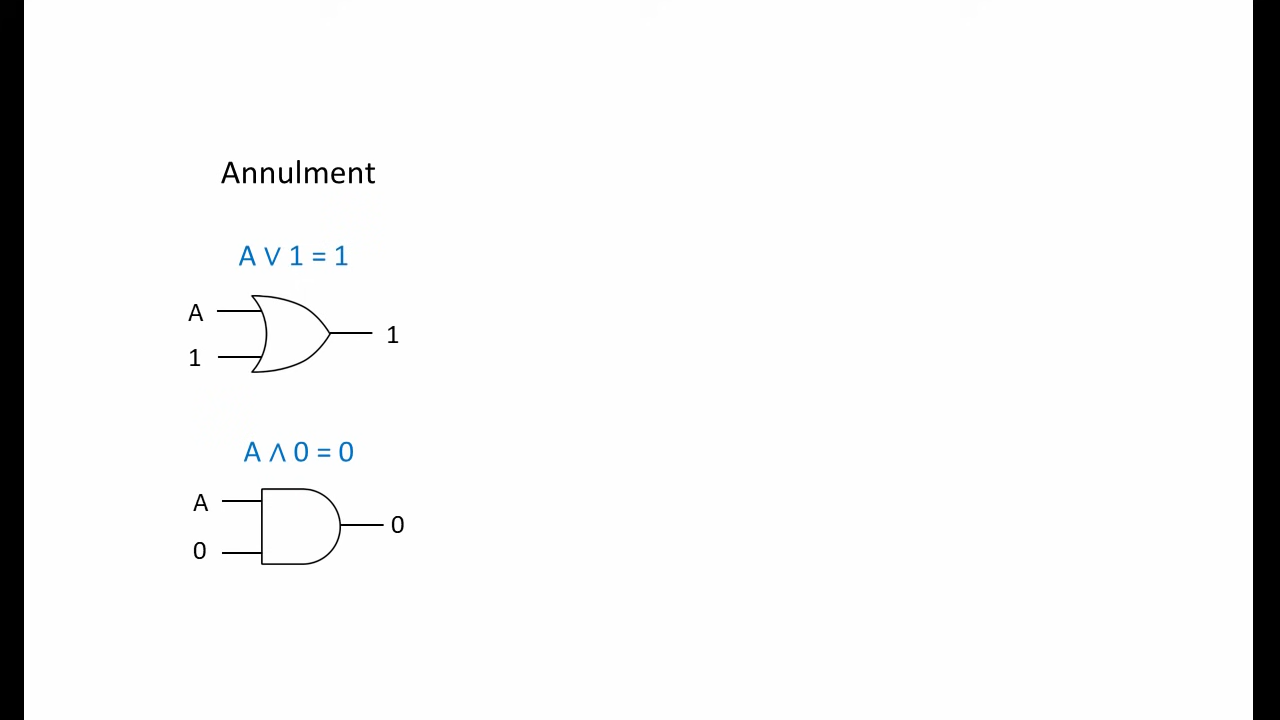 Annulment
A ∨ 1 = 1
A
1
1
A ∧ 0 = 0
A
0
0